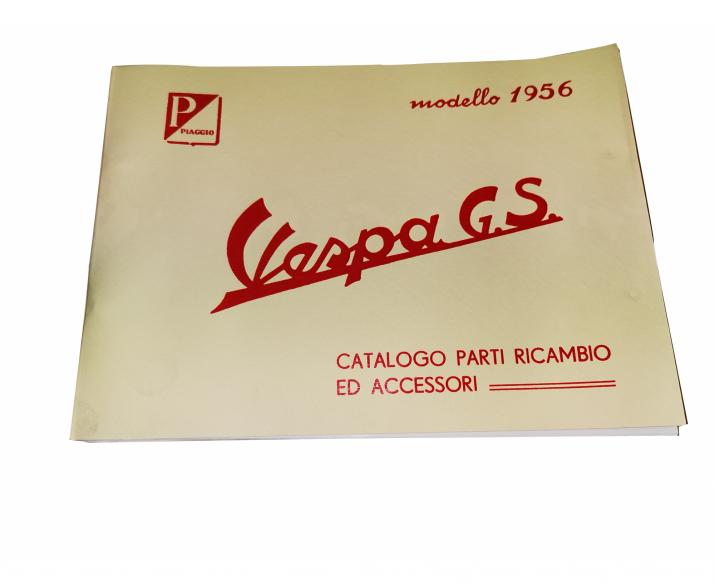 P
PIAGGIO
modello 1956
Vespa G.S.
CATALOGO PARTI RICAMBIO
ED ACCESSORI